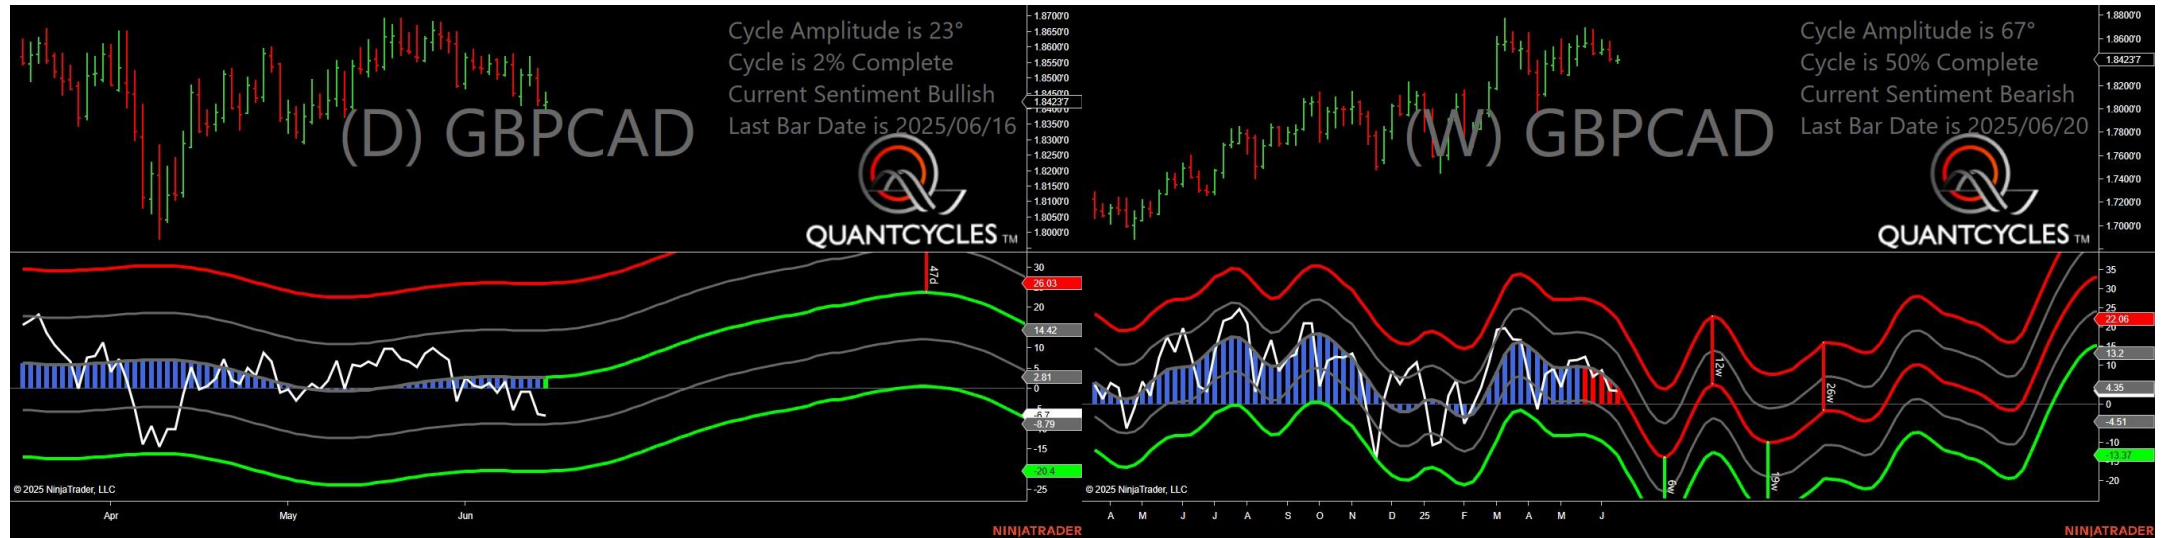 Cycle Amplitude is 23°
Cycle is 2% Complete
Current Sentiment Bullish
Last Bar Date is 2025/06/16
(D) GBPCAD
QUANTCYCLES TM
1.8700'0
1.8650'0
1.8600'0
1.8550'0
1.8500'0
1.84237
1.8350'0
1.8300'0
1.8250'0
1.8200'0
1.8150'0
1.8100'0
1.8050'0
1.8000'0
47d
30
26.03
20
14.42
10
5
2.81
0
-6.7
-8.79
-15
-20.4
-25
© 2025 NinjaTrader, LLC
Apr May Jun
NINJATRADER
Cycle Amplitude is 67°
Cycle is 50% Complete
Current Sentiment Bearish
Last Bar Date is 2025/06/20
(W) GBPCAD
QUANTCYCLES TM
1.8800'0
1.8600'0
1.84237
1.8200'0
1.8000'0
1.7800'0
1.7600'0
1.7400'0
1.7200'0
1.7000'0
12w
26w
6w
19w
35
30
25
22.06
20
13.2
10
4.35
0
-4.51
-10
-13.37
-20
© 2025 NinjaTrader, LLC
A M J J A S O N D 25 F M A M J
NINJATRADER